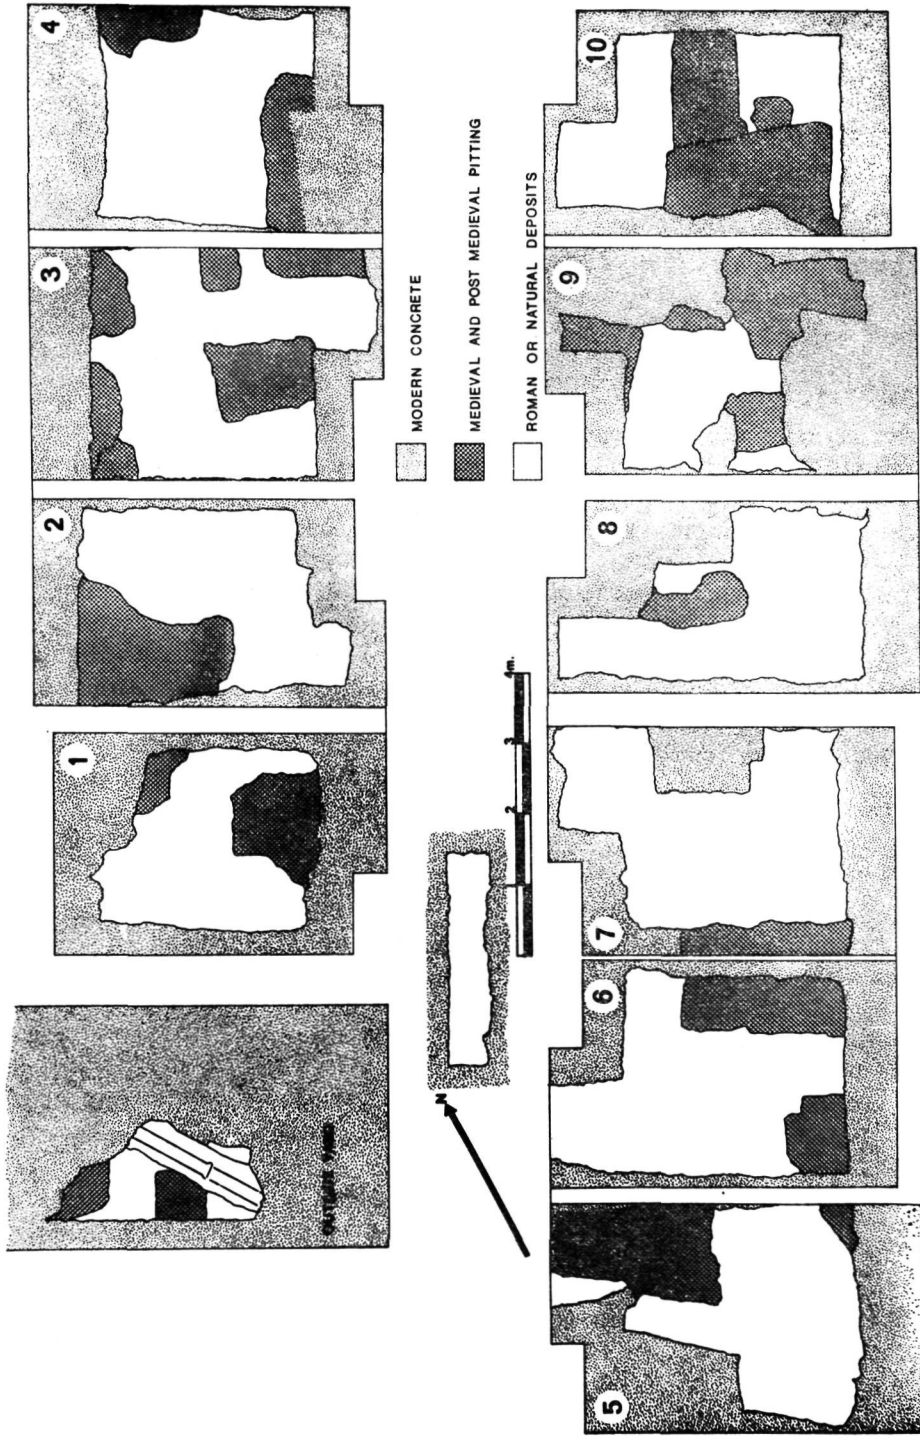 1
2
3
4
MODERN CONCRETE
MEDIEVAL AND POST MEDIEVAL PITTING
ROMAN OR NATURAL DEPOSITS
N
2
3
4m.
5
6
7
8
9
10